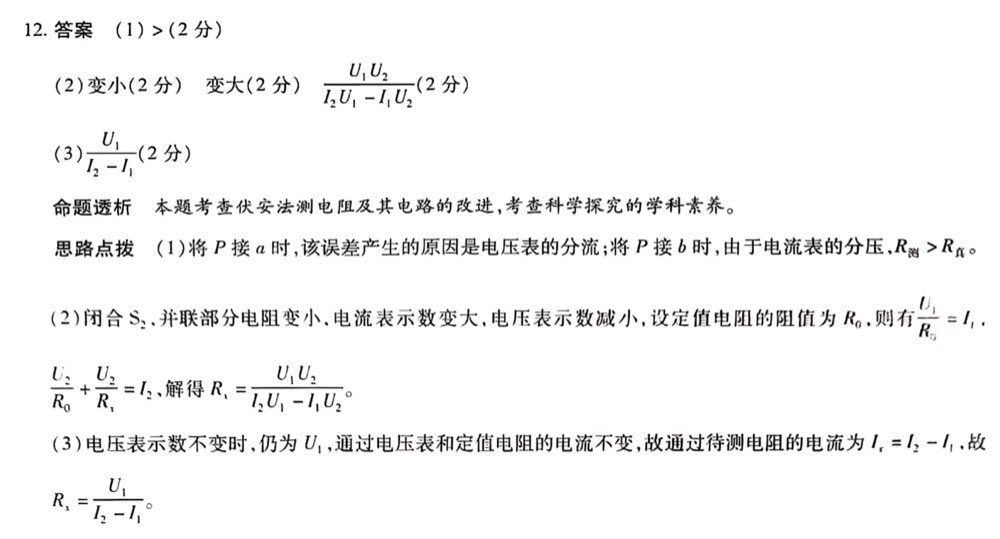 12. 答案 (1) > (2 分)
(2) 变小(2 分) 变大(2 分) \frac{U_1U_2}{I_2U_1-I_1U_2}(2 分)
(3) \frac{U_1}{I_2-I_1}(2 分)
命题透析 本题考查伏安法测电阻及其电路的改进,考查科学探究的学科素养。
思路点拨 (1)将 P 接 a 时,该误差产生的原因是电压表的分流;将 P 接 b 时,由于电流表的分压,R_测 > R_真。
(2)闭合 S_2,并联部分电阻变小,电流表示数变大,电压表示数减小,设定值电阻的阻值为 R_0,则有\frac{U_1}{R_0} = I_1,
\frac{U_2}{R_0} + \frac{U_2}{R_x} = I_2,解得 R_x = \frac{U_1U_2}{I_2U_1-I_1U_2}。
(3)电压表示数不变时,仍为 U_1,通过电压表和定值电阻的电流不变,故通过待测电阻的电流为 I_x = I_2 - I_1,故
R_x = \frac{U_1}{I_2-I_1}。